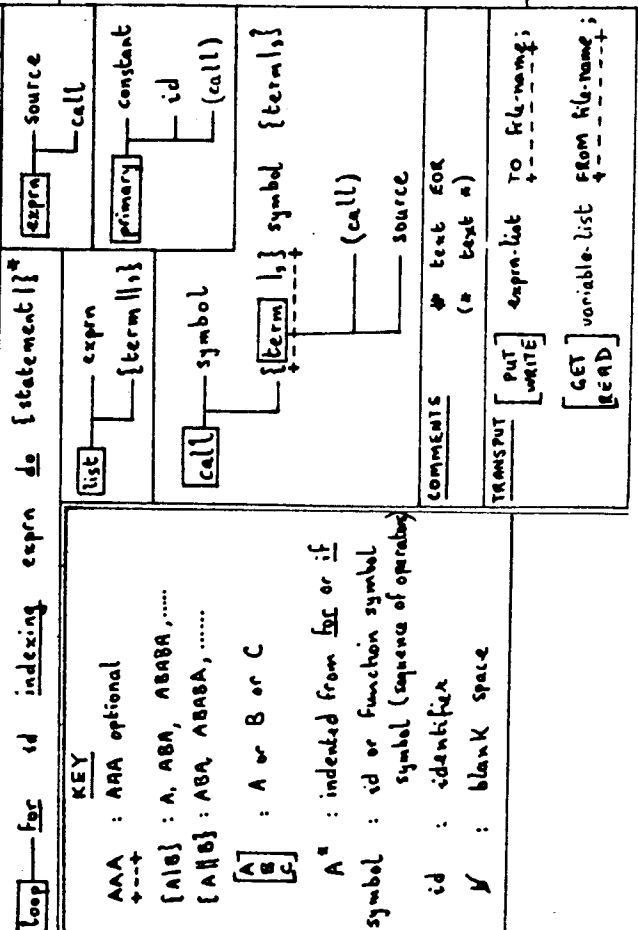 loop for id indexing exprn do {statement|}*
KEY
AAA : AAA optional
+--+
{A|B} : A, ABA, ABABA, .....
{A||B} : ABA, ABABA, ......
[A B C] : A or B or C
A* : indented from for or if
symbol : id or function symbol
symbol (sequence of operators)
id : identifier
: blank space
list exprn
{term||,}
exprn source
call
primary constant
id
(call)
call symbol
{term|,} symbol {term|,}
+-------+
(call)
source
COMMENTS # text EOR
(* text *)
TRANSPUT [PUT WRITE] exprn-list TO file-name;
+-------+
[GET READ] variable-list FROM file-name;
+-------+